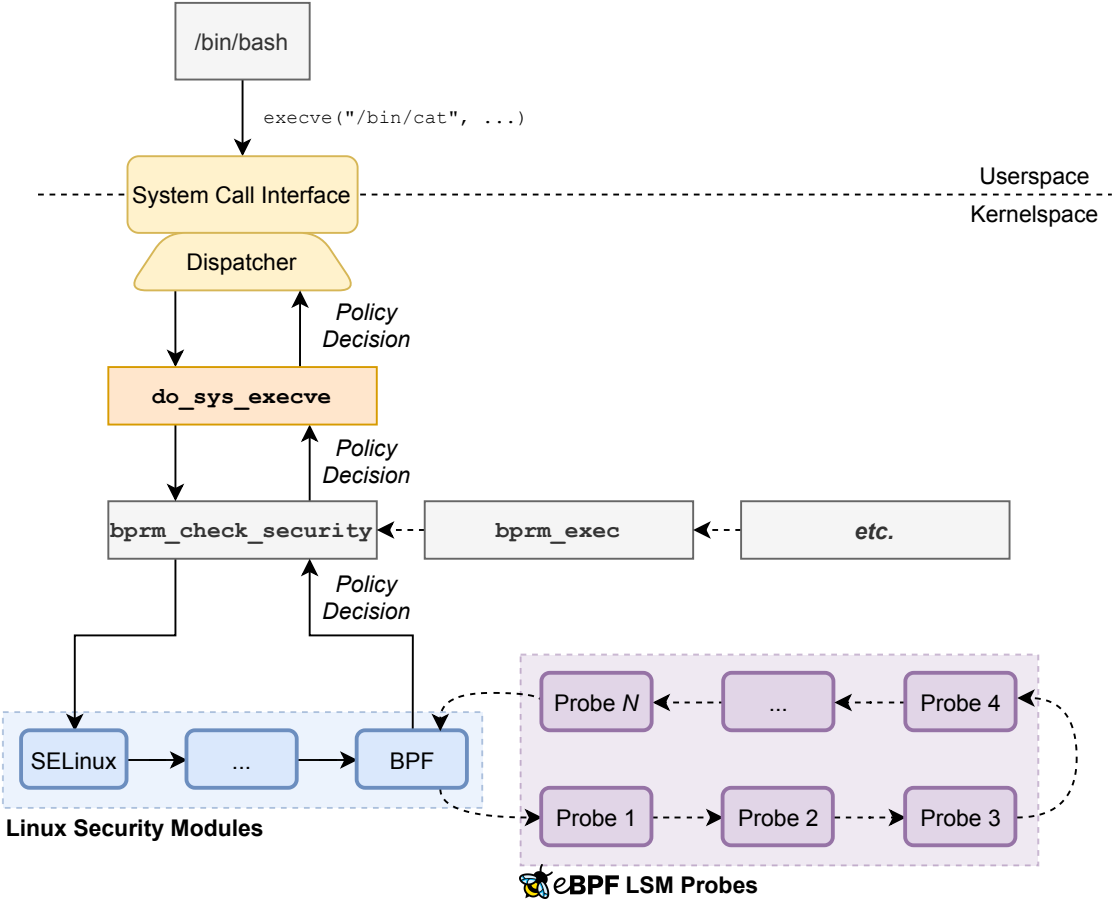 /bin/bash
execve("/bin/cat", ...)
System Call Interface
Userspace
Kernelspace
Dispatcher
Policy
Decision
do_sys_execve
Policy
Decision
bprm_check_security
bprm_exec
etc.
Policy
Decision
Probe N
...
Probe 4
SELinux
...
BPF
Probe 1
Probe 2
Probe 3
Linux Security Modules
eBPF LSM Probes